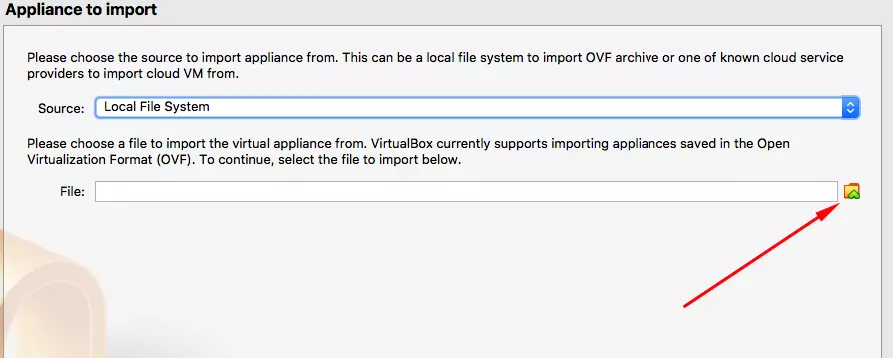 Appliance to import
Please choose the source to import appliance from. This can be a local file system to import OVF archive or one of known cloud service
providers to import cloud VM from.
Source: Local File System
Please choose a file to import the virtual appliance from. VirtualBox currently supports importing appliances saved in the Open
Virtualization Format (OVF). To continue, select the file to import below.
File: